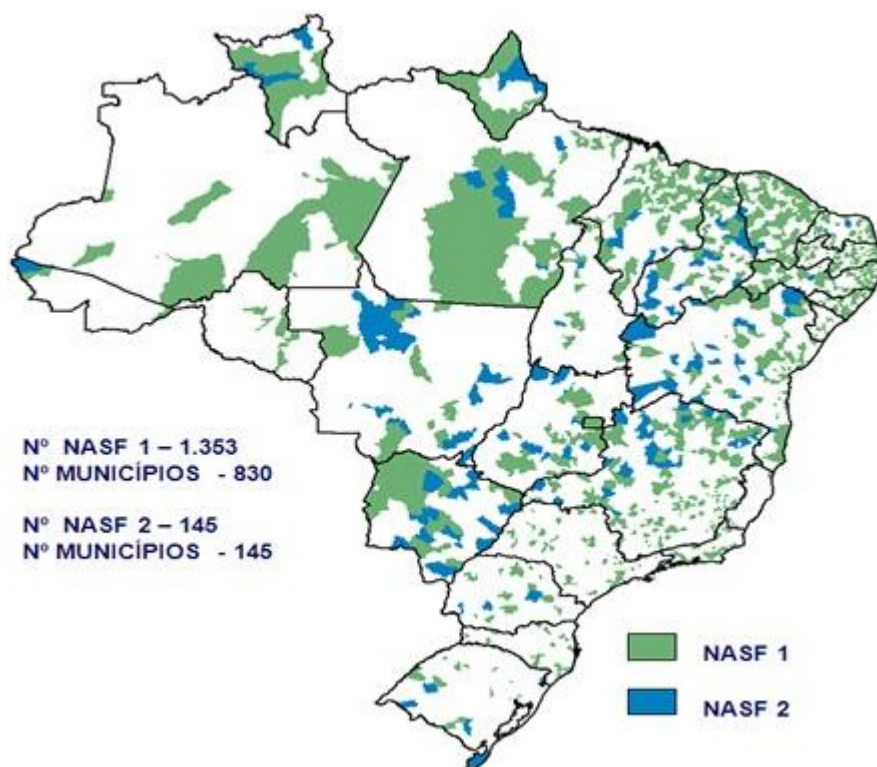 Nº NASF 1 – 1.353
Nº MUNICÍPIOS - 830
Nº NASF 2 – 145
Nº MUNICÍPIOS - 145
NASF 1
NASF 2